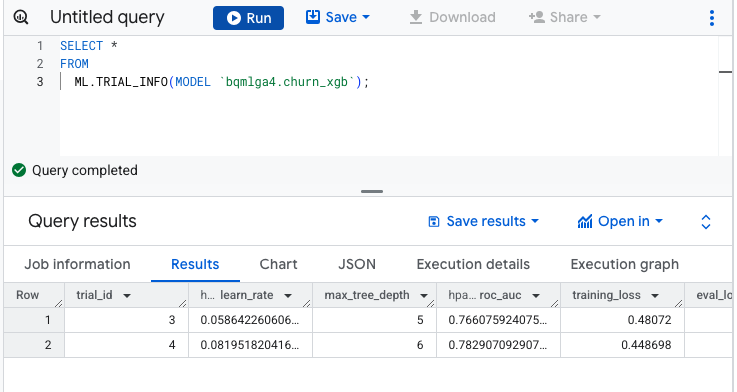 Untitled query Run Save Download Share
1 SELECT *
2 FROM
3 ML.TRIAL_INFO(MODEL `bqmlga4.churn_xgb`);
Query completed
Query results Save results Open in
Job information Results Chart JSON Execution details Execution graph
Row trial_id h... learn_rate max_tree_depth hpa... roc_auc training_loss eval_lo
1 3 0.058642260606... 5 0.766075924075... 0.48072
2 4 0.081951820416... 6 0.782907092907... 0.448698